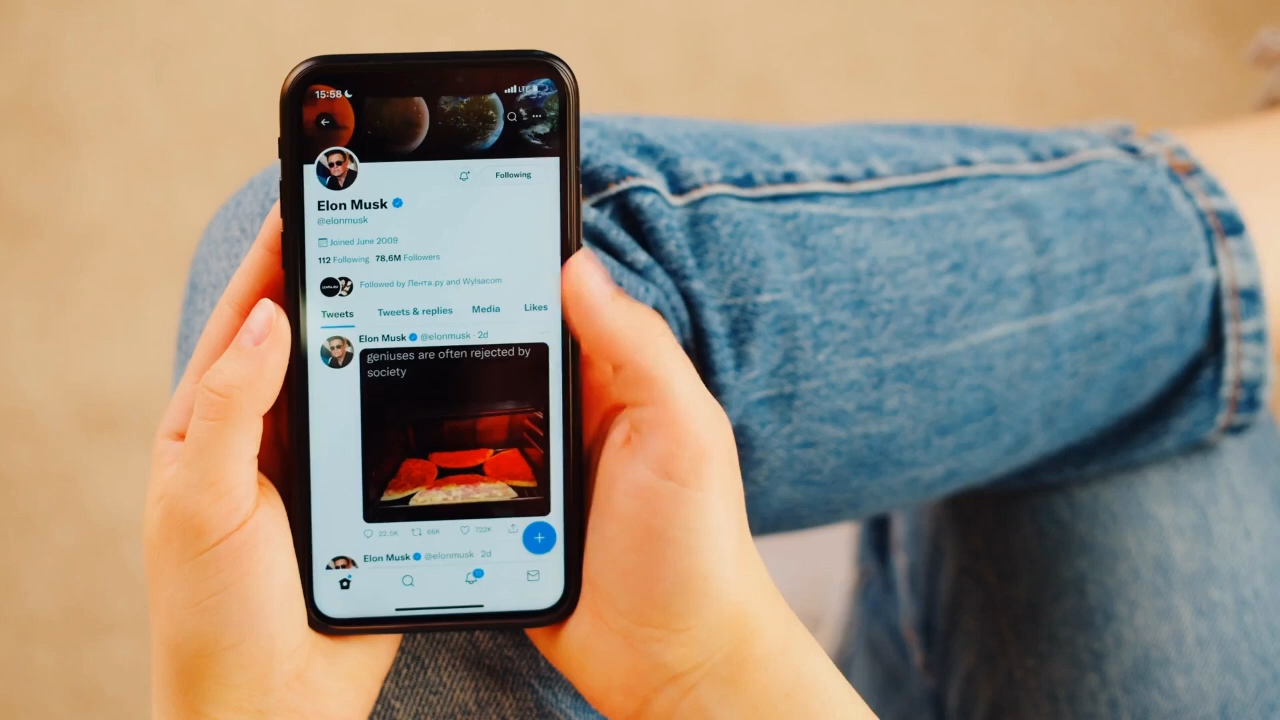 15:58 LTE
Following
Elon Musk
@elonmusk
Joined June 2009
112 Following 78,6M Followers
Followed by Лента.ру and Wylsacom
Tweets Tweets & replies Media Likes
Elon Musk @elonmusk · 2d
geniuses are often rejected by
society
22,5K 66K 722K
Elon Musk @elonmusk · 2d